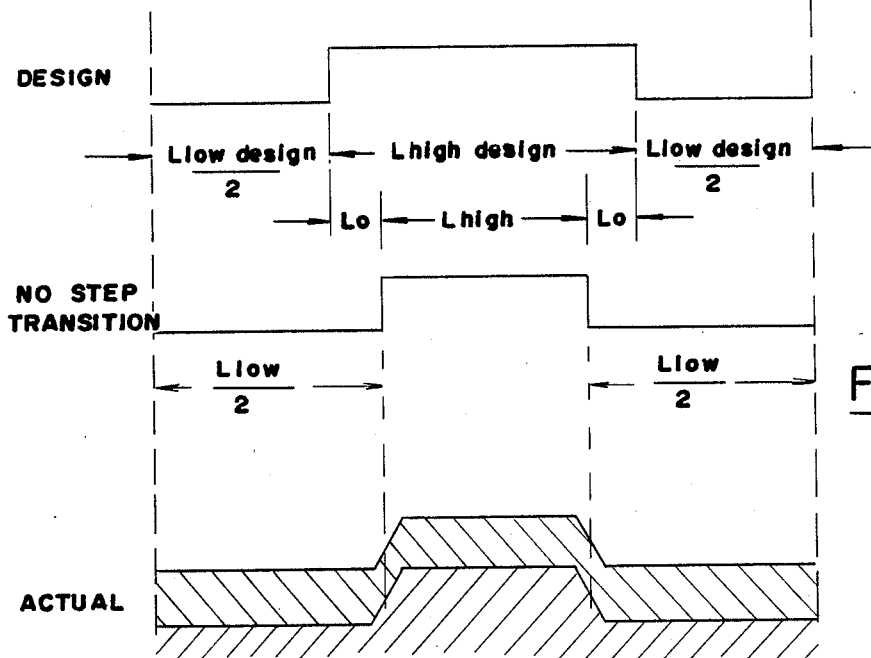 DESIGN
Llow design
2
Lhigh design
Llow design
2
Lo
Lhigh
Lo
NO STEP
TRANSITION
Llow
2
Llow
2
F
ACTUAL